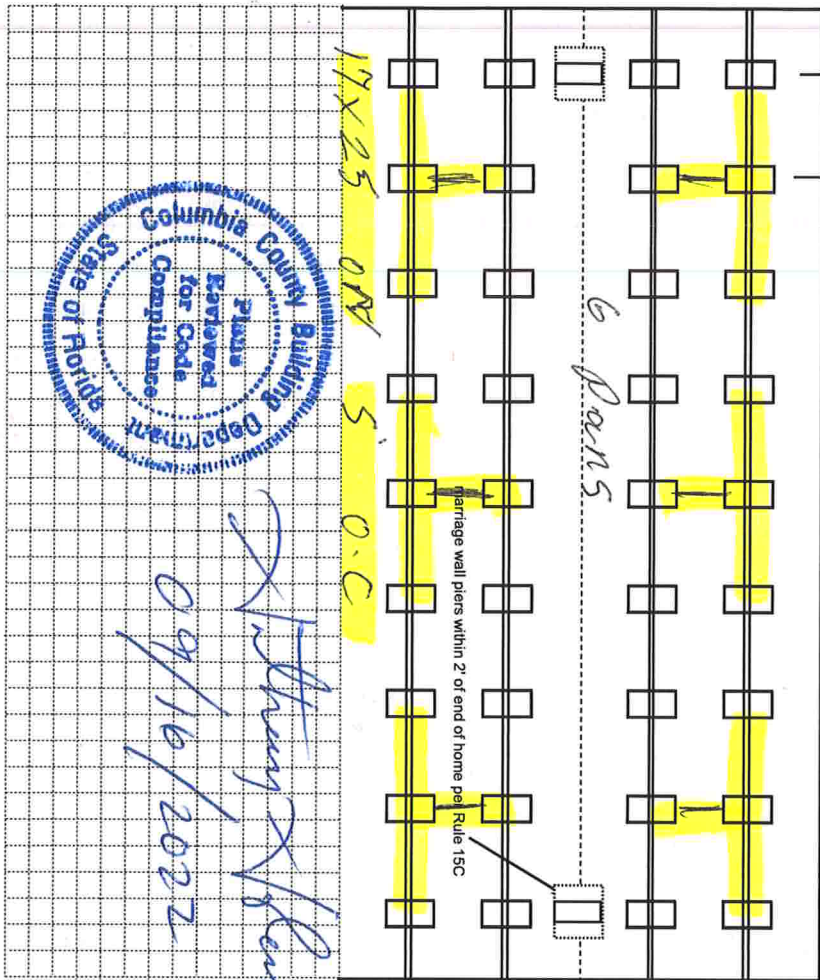 17x25 ON 5' O.C
6 Pans
marriage wall piers within 2' of end of home per Rule 15C
Columbia County Building Department
State of Florida
Plans
Reviewed
for Code
Compliance
09/16/2022